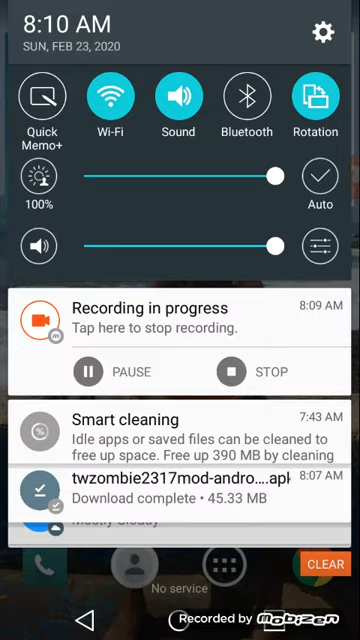 8:10 AM
SUN, FEB 23, 2020
Quick
Memo+
Wi-Fi
Sound
Bluetooth
Rotation
100%
Auto
Recording in progress
8:09 AM
Tap here to stop recording.
PAUSE
STOP
Smart cleaning
7:43 AM
Idle apps or saved files can be cleaned to
free up space. Free up 390 MB by cleaning
twzombie2317mod-andro....apk
8:07 AM
Download complete • 45.33 MB
Mostly Cloudy
CLEAR
No service
Recorded by Mobizen